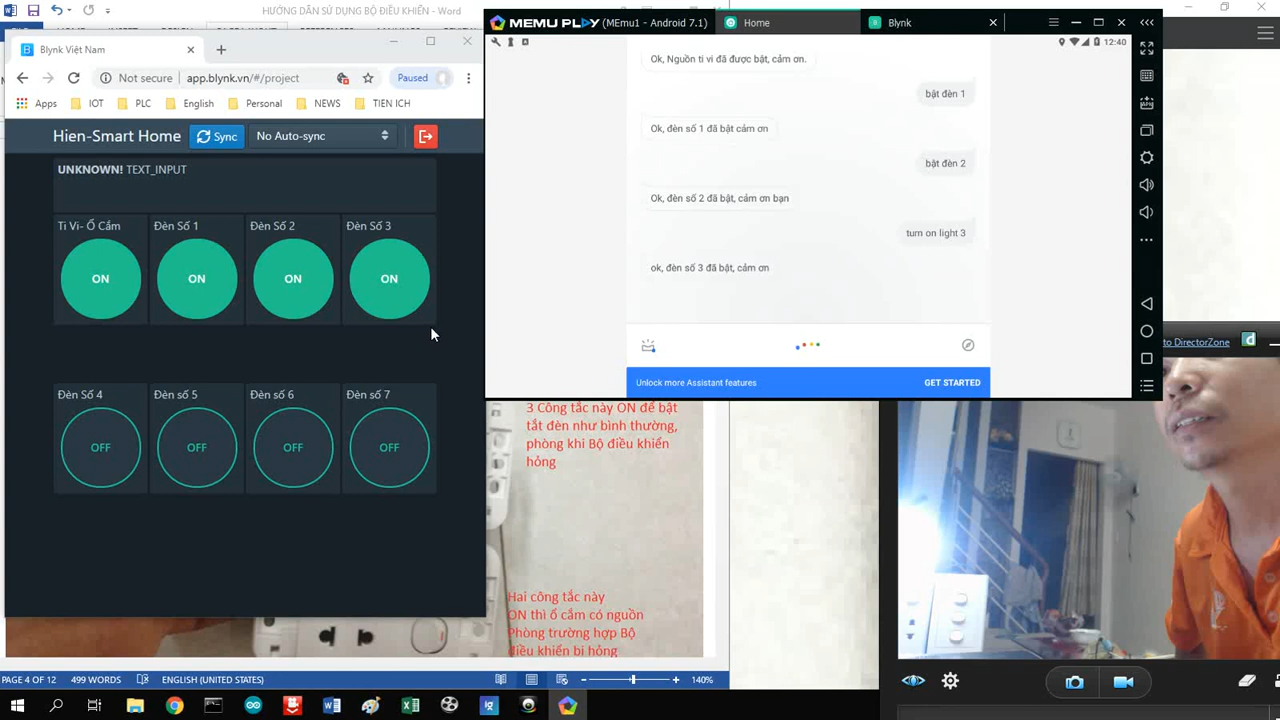 HƯỚNG DẪN SỬ DỤNG BỘ ĐIỀU KHIỂN - Word
Blynk Việt Nam
Not secure
app.blynk.vn/#/project
Paused
Apps
IOT
PLC
English
Personal
NEWS
TIEN ICH
Hien-Smart Home
Sync
No Auto-sync
UNKNOWN! TEXT_INPUT
Ti Vi- Ổ Cắm
Đèn Số 1
Đèn Số 2
Đèn Số 3
ON
ON
ON
ON
Đèn Số 4
Đèn số 5
Đèn số 6
Đèn số 7
OFF
OFF
OFF
OFF
MEMU PLAY (MEmu1 - Android 7.1)
Home
Blynk
12:40
Ok, Nguồn ti vi đã được bật, cảm ơn.
bật đèn 1
Ok, đèn số 1 đã bật cảm ơn
bật đèn 2
Ok, đèn số 2 đã bật, cảm ơn bạn
turn on light 3
ok, đèn số 3 đã bật, cảm ơn
Unlock more Assistant features
GET STARTED
to DirectorZone
3 Công tắc này ON để bật
tắt đèn như bình thường,
phòng khi Bộ điều khiển
hỏng
Hai công tắc này
ON thì ổ cắm có nguồn
Phòng trường hợp Bộ
điều khiển bị hỏng
PAGE 4 OF 12
499 WORDS
ENGLISH (UNITED STATES)
140%